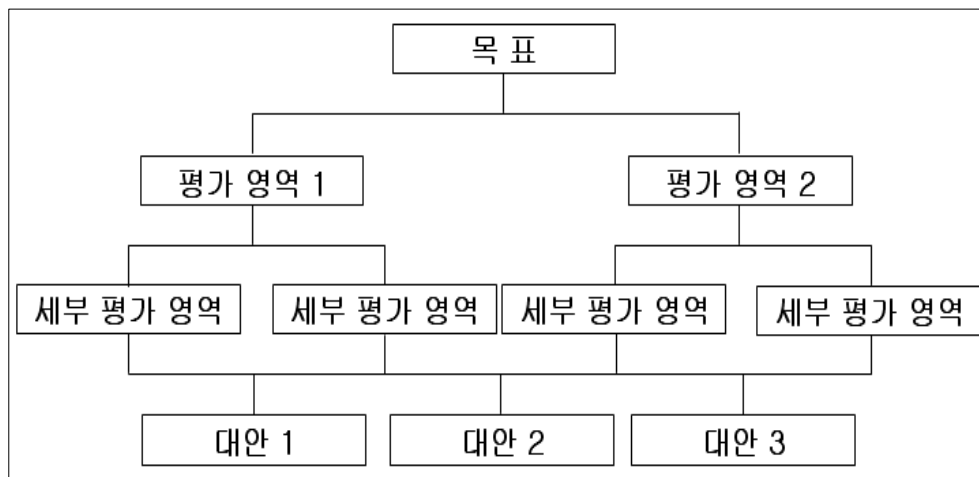 목 표
평가 영역 1
평가 영역 2
세부 평가 영역
세부 평가 영역
세부 평가 영역
세부 평가 영역
대안 1
대안 2
대안 3